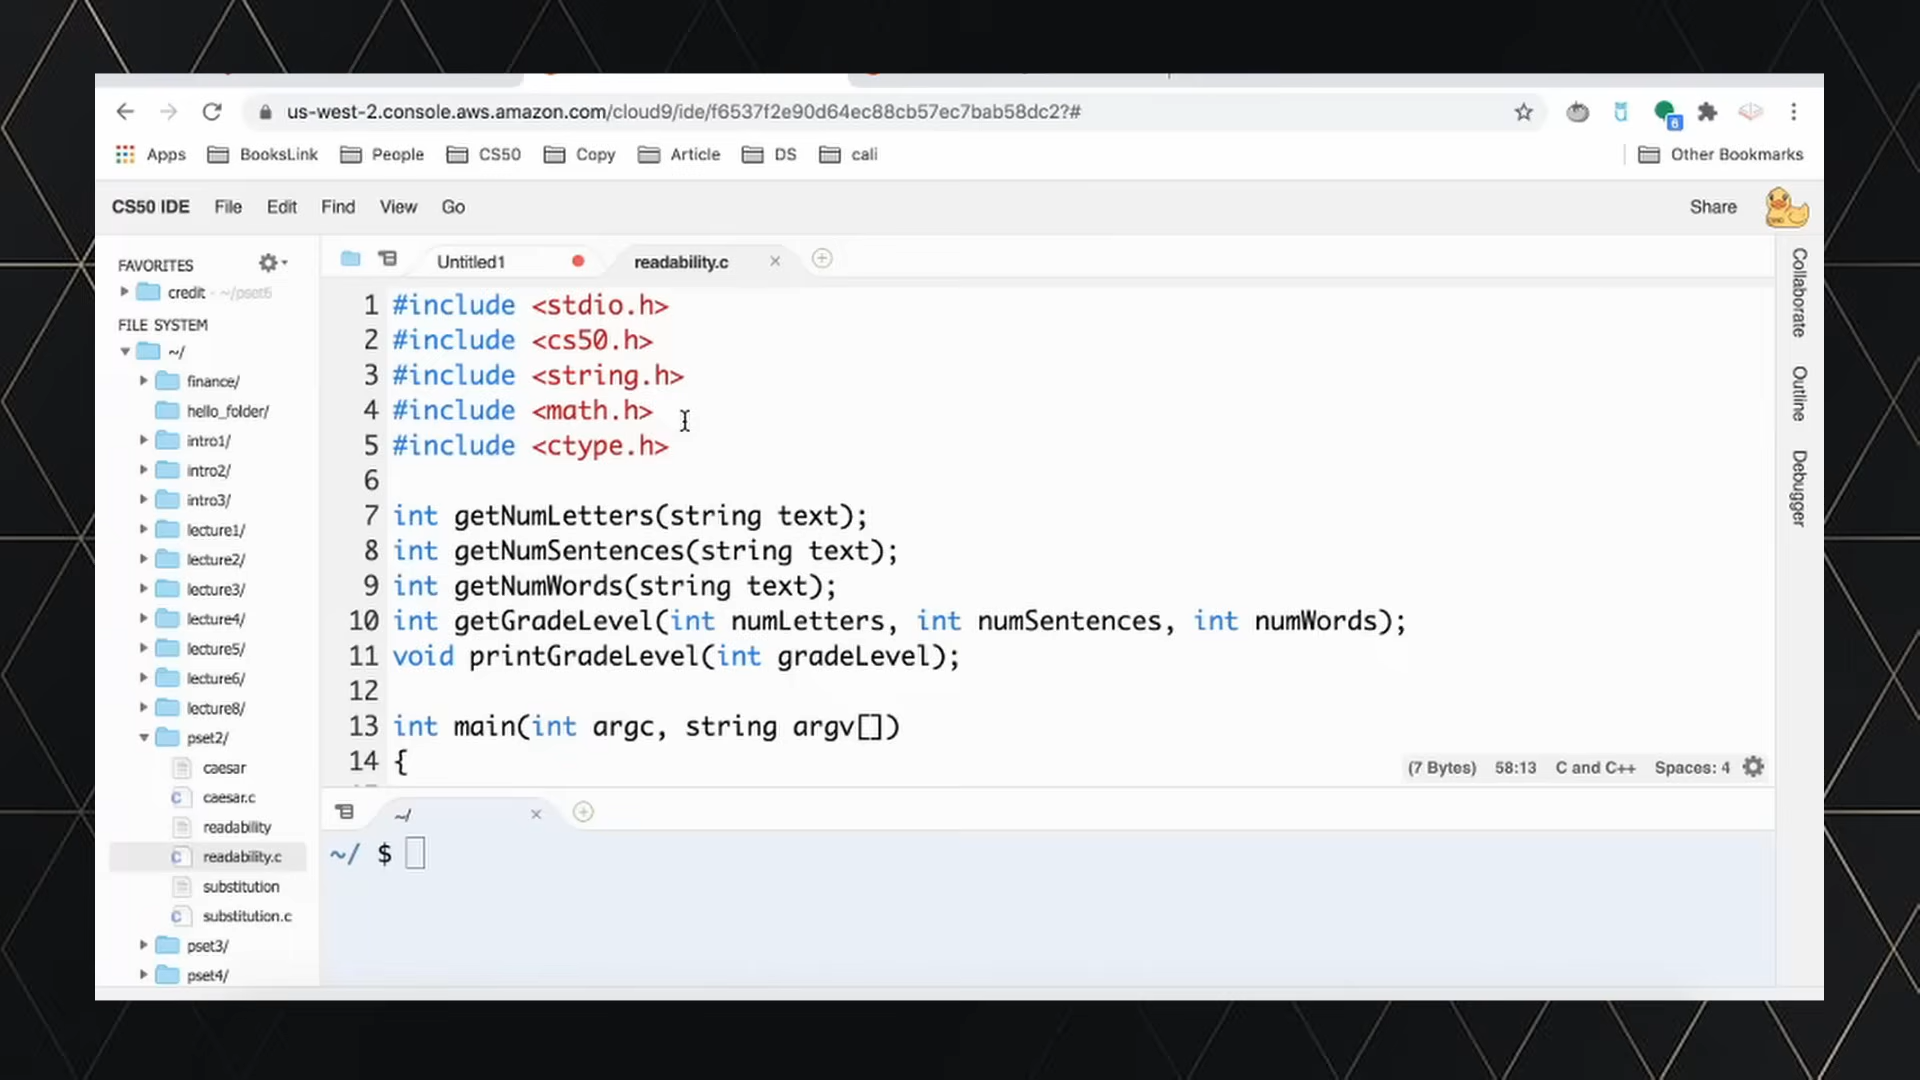 us-west-2.console.aws.amazon.com/cloud9/ide/f6537f2e90d64ec88cb57ec7bab58dc2?#
6
Apps BooksLink People CS50 Copy Article DS cali Other Bookmarks
CS50 IDE File Edit Find View Go Share
FAVORITES
credit - ~/pset6
FILE SYSTEM
~/
finance/
hello_folder/
intro1/
intro2/
intro3/
lecture1/
lecture2/
lecture3/
lecture4/
lecture5/
lecture6/
lecture8/
pset2/
caesar
caesar.c
readability
readability.c
substitution
substitution.c
pset3/
pset4/
Untitled1 readability.c
1 #include <stdio.h>
2 #include <cs50.h>
3 #include <string.h>
4 #include <math.h>
5 #include <ctype.h>
6
7 int getNumLetters(string text);
8 int getNumSentences(string text);
9 int getNumWords(string text);
10 int getGradeLevel(int numLetters, int numSentences, int numWords);
11 void printGradeLevel(int gradeLevel);
12
13 int main(int argc, string argv[])
14 {
(7 Bytes) 58:13 C and C++ Spaces: 4
~/
~/ $
Collaborate
Outline
Debugger